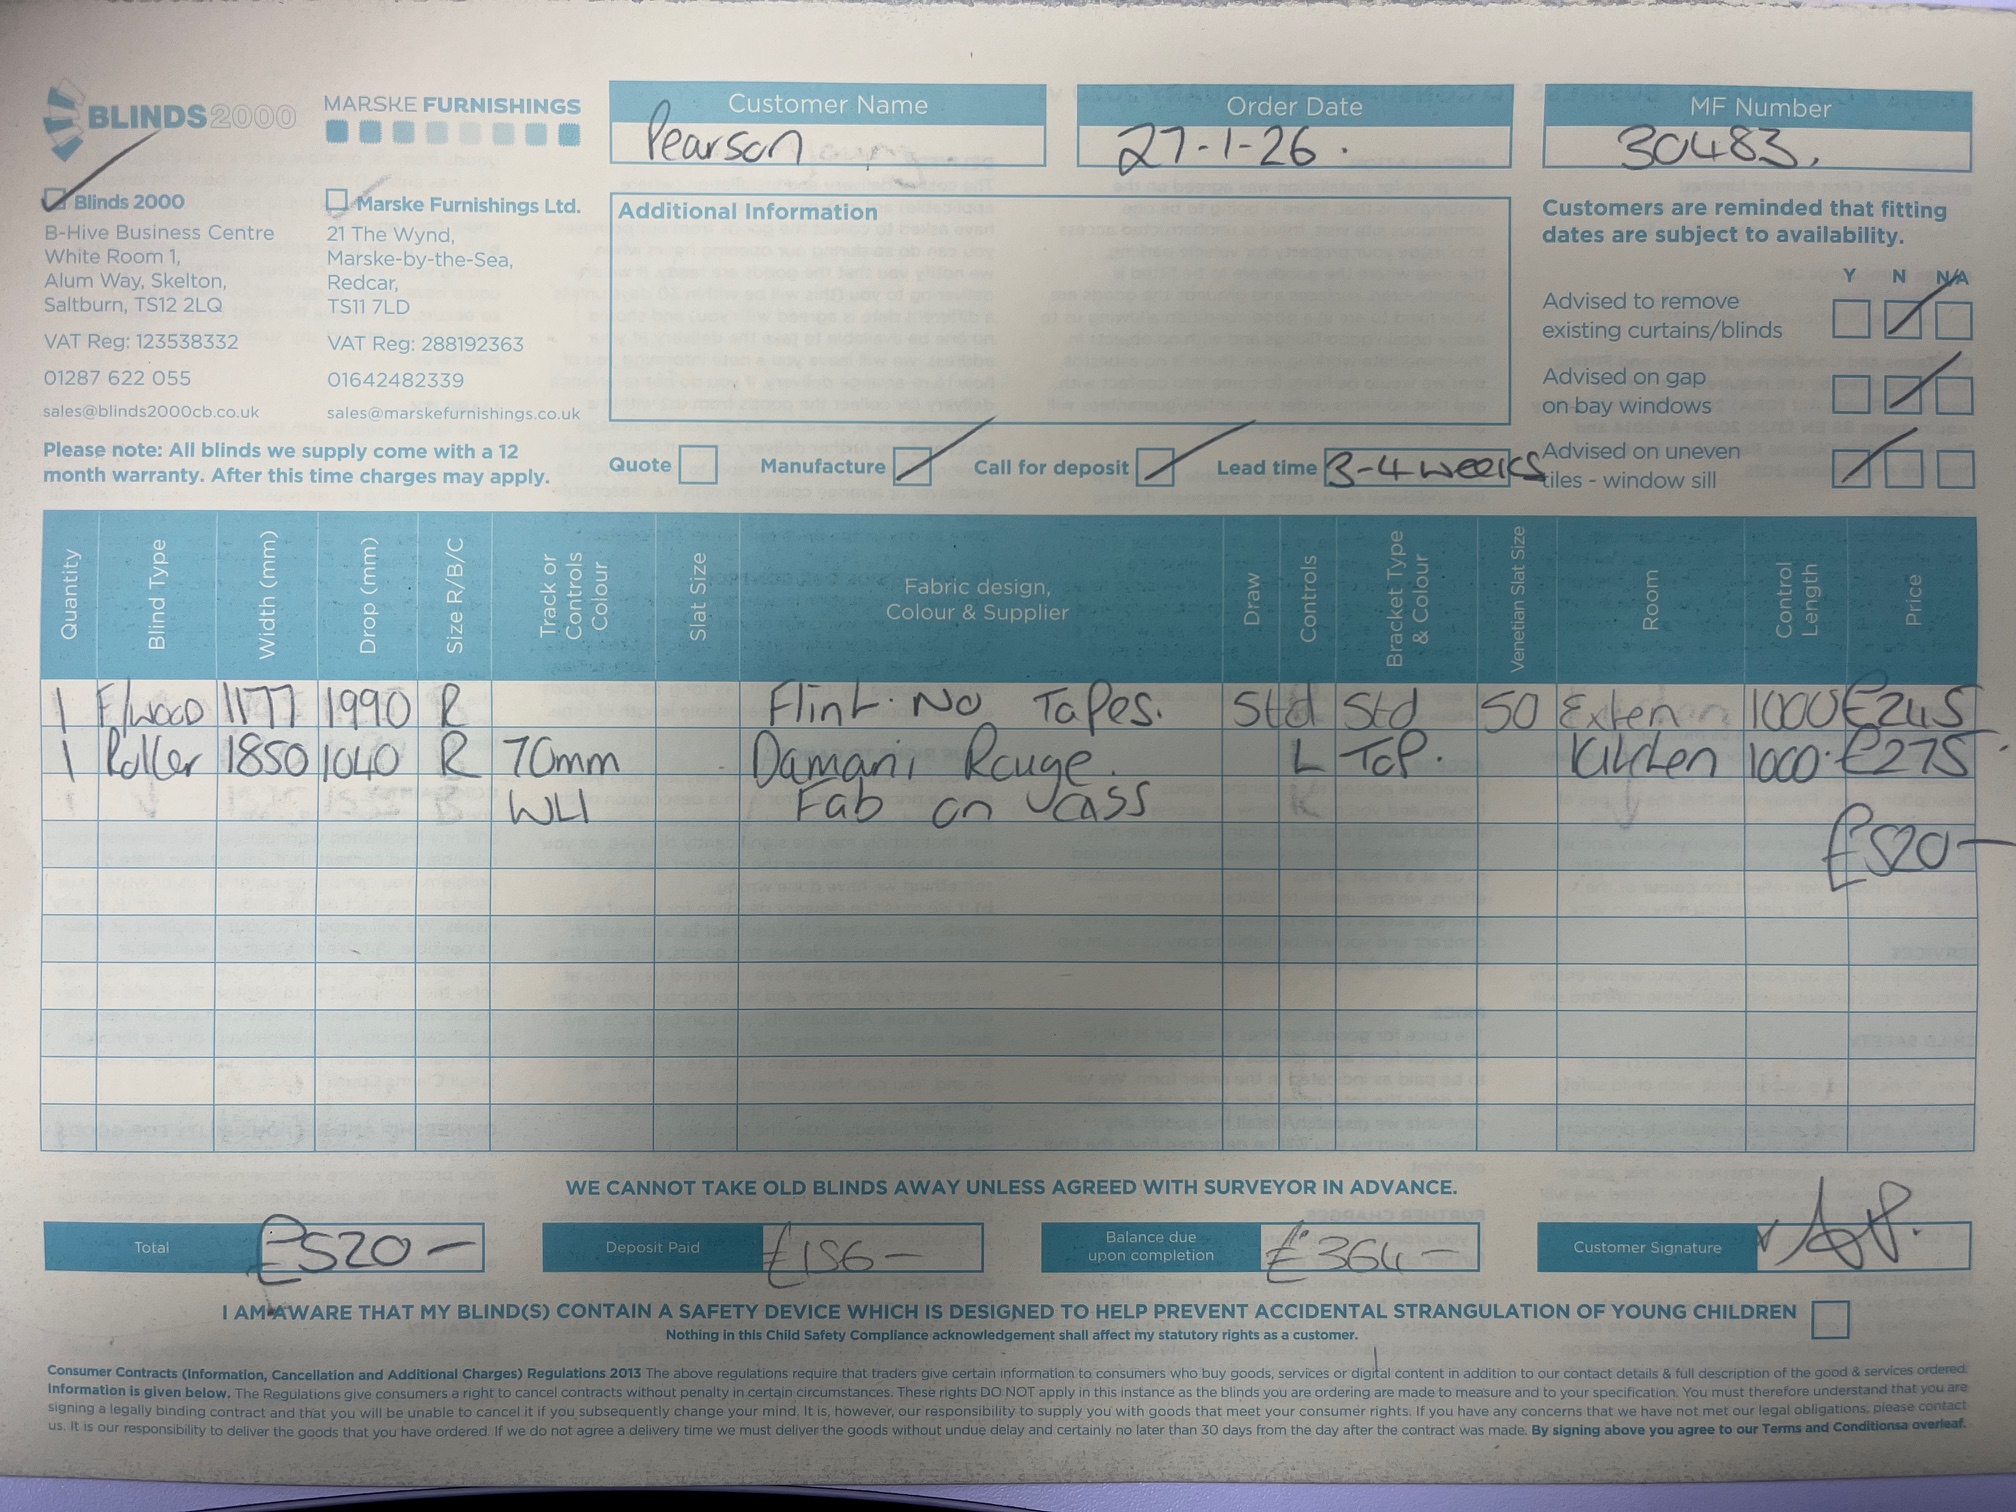 BLINDS2000
MARSKE FURNISHINGS
Customer Name
Pearson
Order Date
27-1-26.
MF Number
30483.
Blinds 2000
B-Hive Business Centre
White Room 1,
Alum Way, Skelton,
Saltburn, TS12 2LQ
VAT Reg: 123538332
01287 622 055
sales@blinds2000cb.co.uk
Marske Furnishings Ltd.
21 The Wynd,
Marske-by-the-Sea,
Redcar,
TS11 7LD
VAT Reg: 288192363
01642482339
sales@marskefurnishings.co.uk
Additional Information
Customers are reminded that fitting
dates are subject to availability.
Y N N/A
Advised to remove
existing curtains/blinds
Advised on gap
on bay windows
Advised on uneven
tiles - window sill
Please note: All blinds we supply come with a 12
month warranty. After this time charges may apply.
Quote Manufacture Call for deposit Lead time 3-4 weeks
Quantity
Blind Type
Width (mm)
Drop (mm)
Size R/B/C
Track or
Controls
Colour
Slat Size
Fabric design,
Colour & Supplier
Draw
Controls
Bracket Type
& Colour
Venetian Slat Size
Room
Control
Length
Price
1 F/wood 1177 1990 R Flint. No Tapes. Std Std 50 Exten 1000 £245
1 Roller 1850 1040 R 70mm Damani Rouge. L Top. Kitchen 1000. £275-
WLI Fab on Cass
£520-
WE CANNOT TAKE OLD BLINDS AWAY UNLESS AGREED WITH SURVEYOR IN ADVANCE.
Total £520-
Deposit Paid £156-
Balance due
upon completion £364-
Customer Signature
I AM AWARE THAT MY BLIND(S) CONTAIN A SAFETY DEVICE WHICH IS DESIGNED TO HELP PREVENT ACCIDENTAL STRANGULATION OF YOUNG CHILDREN
Nothing in this Child Safety Compliance acknowledgement shall affect my statutory rights as a customer.
Consumer Contracts (Information, Cancellation and Additional Charges) Regulations 2013 The above regulations require that traders give certain information to consumers who buy goods, services or digital content in addition to our contact details & full description of the good & services ordered.
Information is given below. The Regulations give consumers a right to cancel contracts without penalty in certain circumstances. These rights DO NOT apply in this instance as the blinds you are ordering are made to measure and to your specification. You must therefore understand that you are
signing a legally binding contract and that you will be unable to cancel it if you subsequently change your mind. It is, however, our responsibility to supply you with goods that meet your consumer rights. If you have any concerns that we have not met our legal obligations, please contact
us. It is our responsibility to deliver the goods that you have ordered. If we do not agree a delivery time we must deliver the goods without undue delay and certainly no later than 30 days from the day after the contract was made. By signing above you agree to our Terms and Conditionsa overleaf.